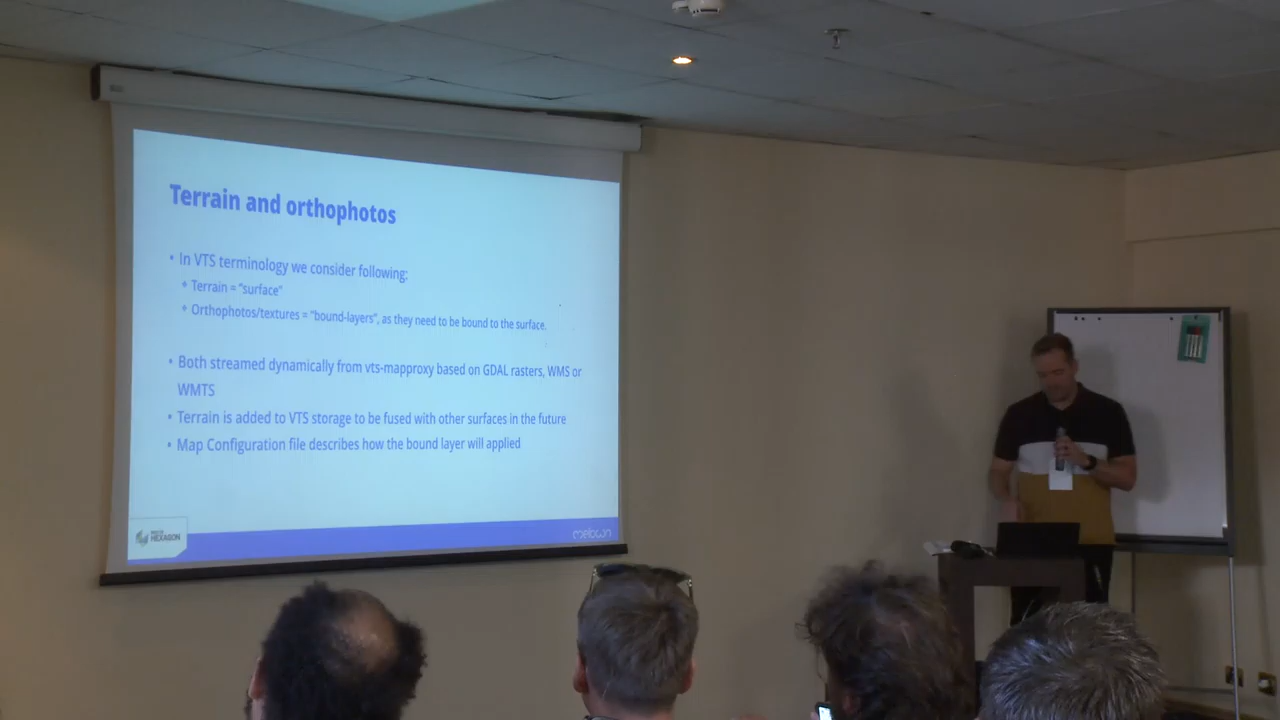 Terrain and orthophotos
• In VTS terminology we consider following:
Terrain = "surface"
Orthophotos/textures = "bound-layers", as they need to be bound to the surface.
• Both streamed dynamically from vts-mapproxy based on GDAL rasters, WMS or
WMTS
• Terrain is added to VTS storage to be fused with other surfaces in the future
• Map Configuration file describes how the bound layer will applied
HEXAGON
melown